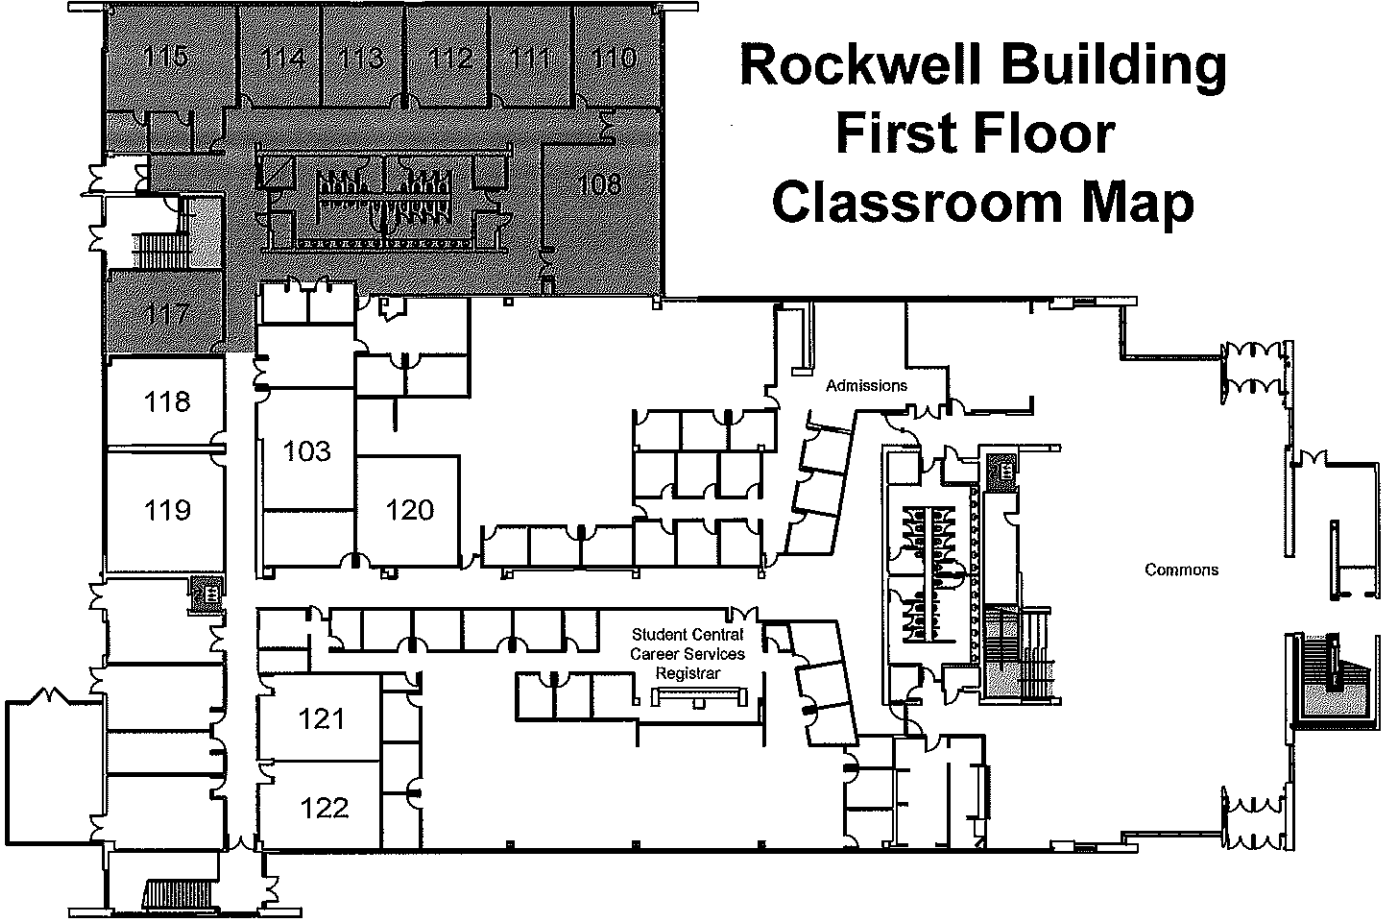 Rockwell Building
First Floor
Classroom Map
115
114
113
112
111
110
108
117
118
103
119
120
Admissions
Commons
Student Central
Career Services
Registrar
121
122